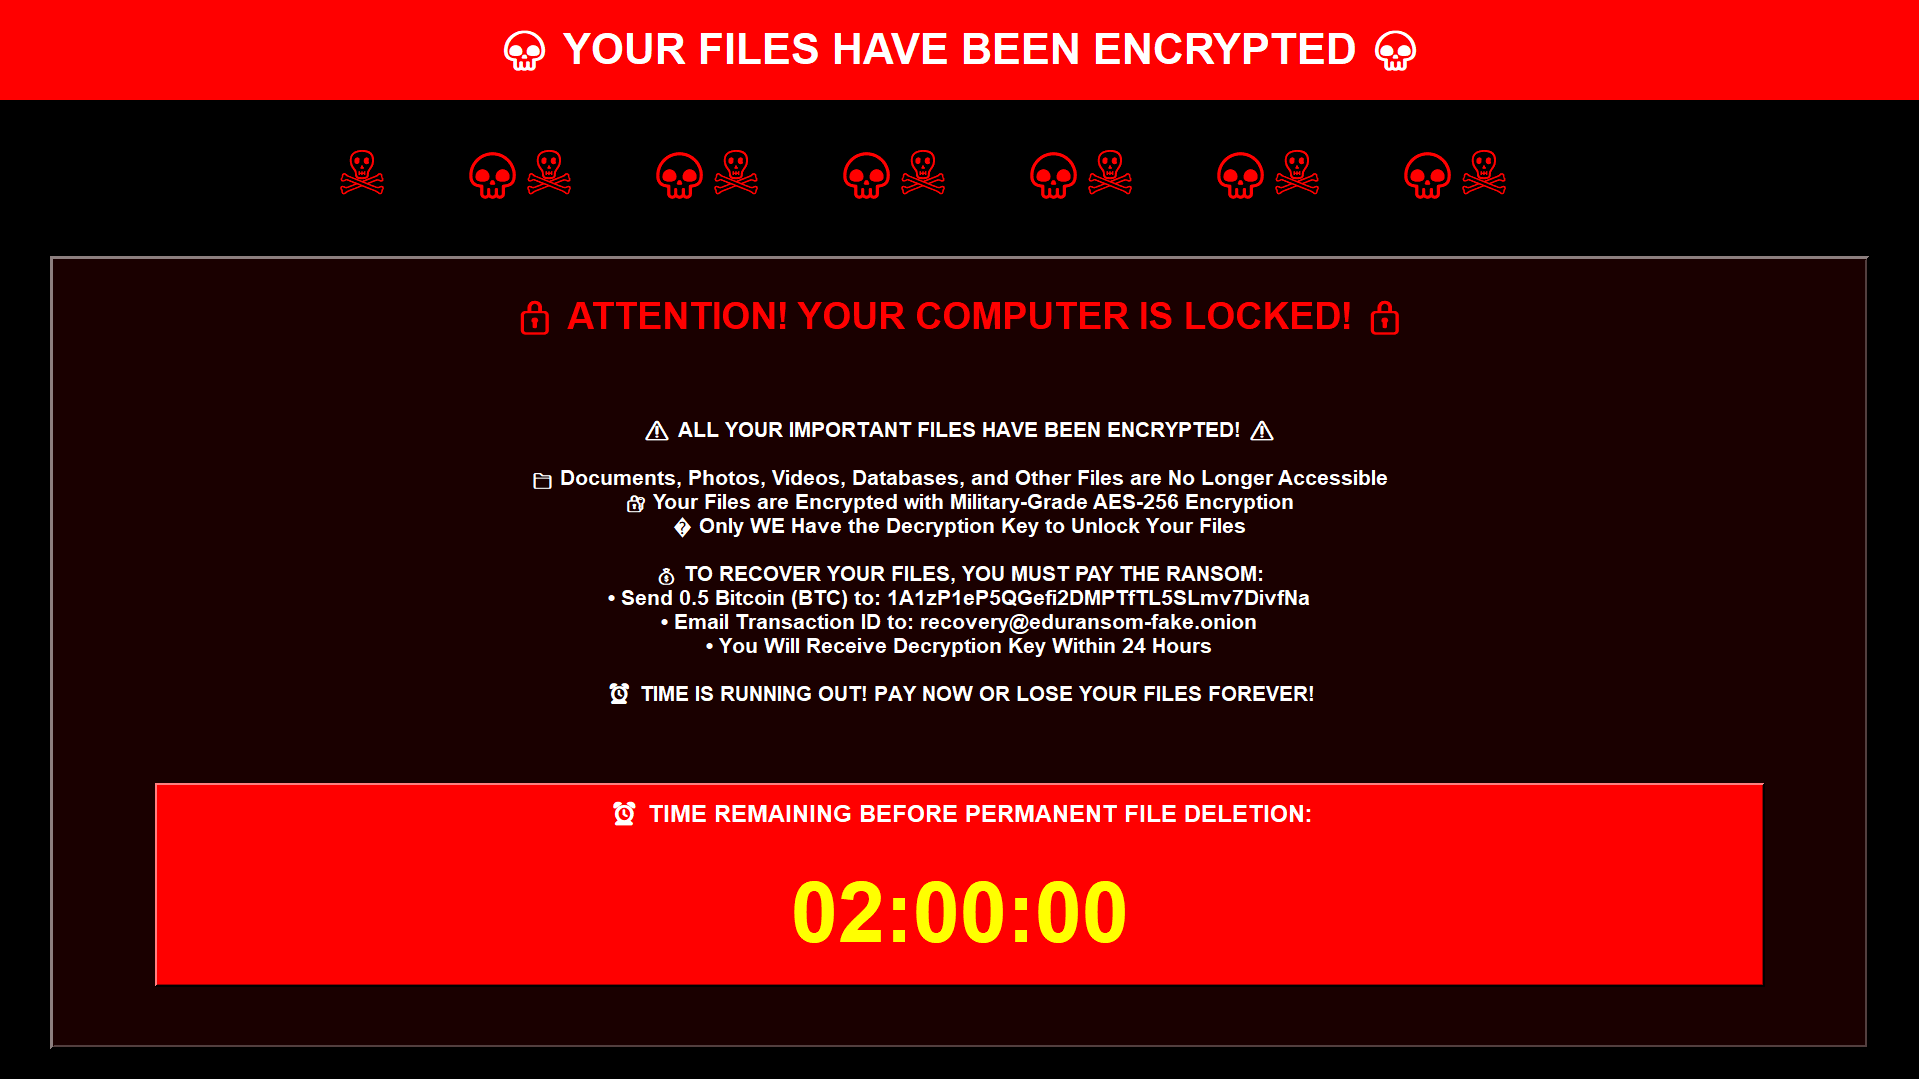 💀 YOUR FILES HAVE BEEN ENCRYPTED 💀
☠ 💀☠ 💀☠ 💀☠ 💀☠ 💀☠ 💀☠
🔒 ATTENTION! YOUR COMPUTER IS LOCKED! 🔒
⚠ ALL YOUR IMPORTANT FILES HAVE BEEN ENCRYPTED! ⚠
📁 Documents, Photos, Videos, Databases, and Other Files are No Longer Accessible
🔐 Your Files are Encrypted with Military-Grade AES-256 Encryption
� Only WE Have the Decryption Key to Unlock Your Files
💰 TO RECOVER YOUR FILES, YOU MUST PAY THE RANSOM:
• Send 0.5 Bitcoin (BTC) to: 1A1zP1eP5QGefi2DMPTfTL5SLmv7DivfNa
• Email Transaction ID to: recovery@eduransom-fake.onion
• You Will Receive Decryption Key Within 24 Hours
⏰ TIME IS RUNNING OUT! PAY NOW OR LOSE YOUR FILES FOREVER!
⏰ TIME REMAINING BEFORE PERMANENT FILE DELETION:
02:00:00